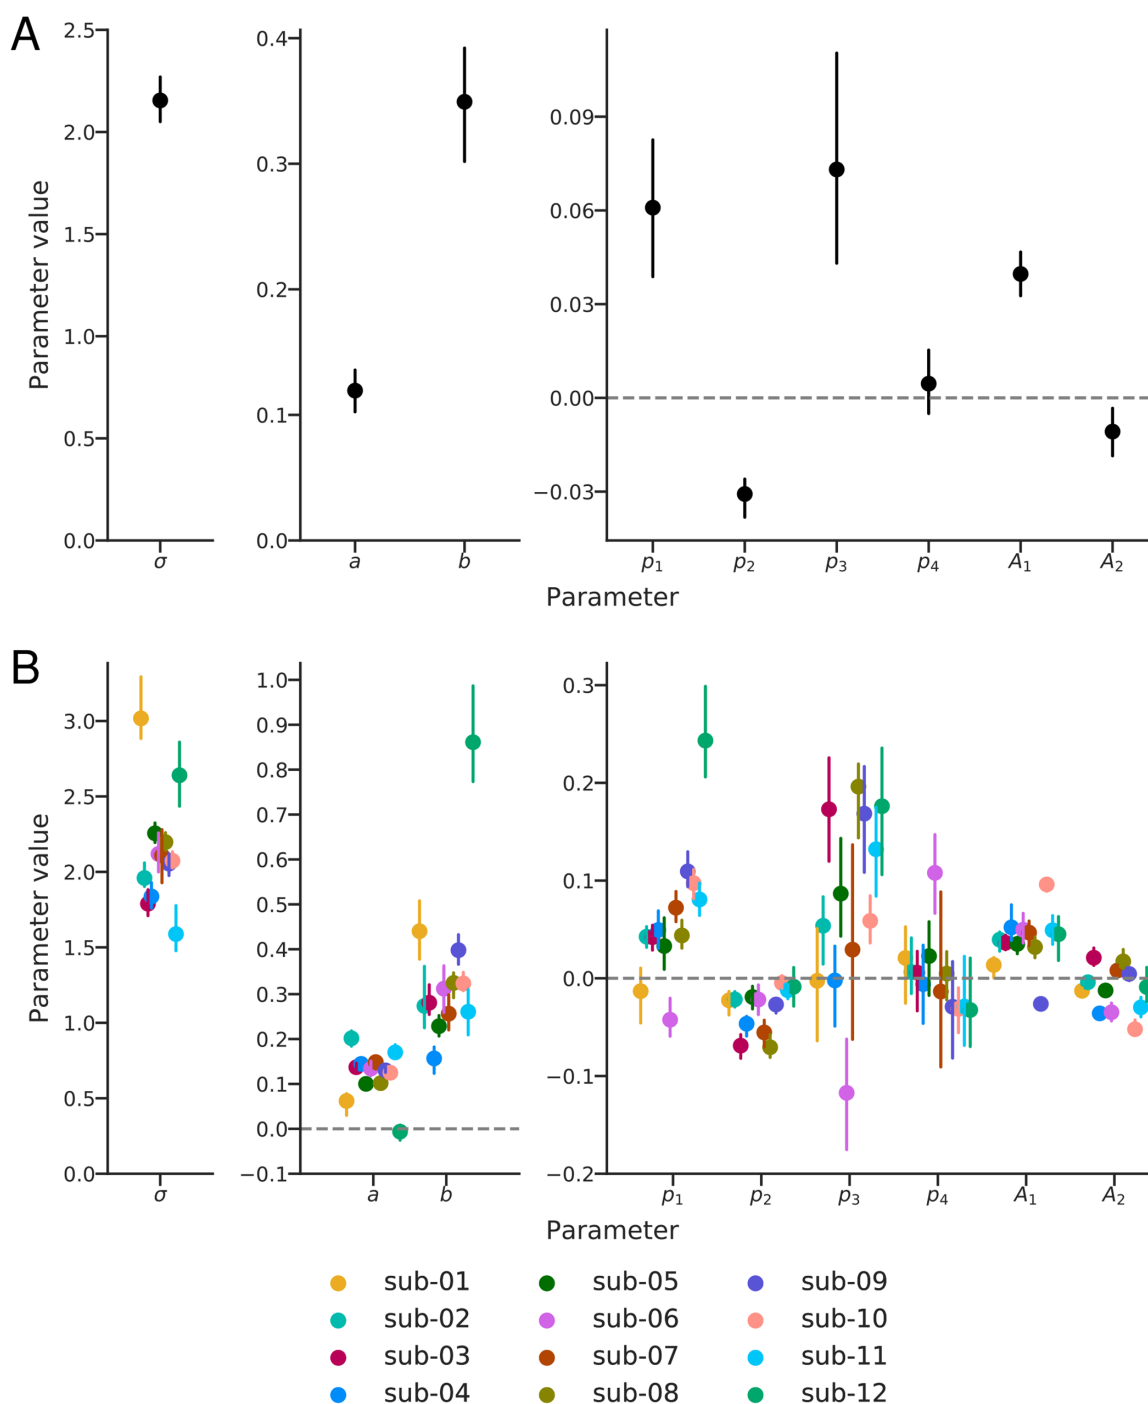 A
2.5
2.0
1.5
1.0
0.5
0.0
Parameter value
σ
0.4
0.3
0.2
0.1
0.0
a b
0.09
0.06
0.03
0.00
−0.03
p₁ p₂ p₃ p₄ A₁ A₂
Parameter
B
3.0
2.5
2.0
1.5
1.0
0.5
0.0
Parameter value
σ
1.0
0.9
0.8
0.7
0.6
0.5
0.4
0.3
0.2
0.1
0.0
−0.1
a b
0.3
0.2
0.1
0.0
−0.1
−0.2
p₁ p₂ p₃ p₄ A₁ A₂
Parameter
sub-01 sub-05 sub-09
sub-02 sub-06 sub-10
sub-03 sub-07 sub-11
sub-04 sub-08 sub-12